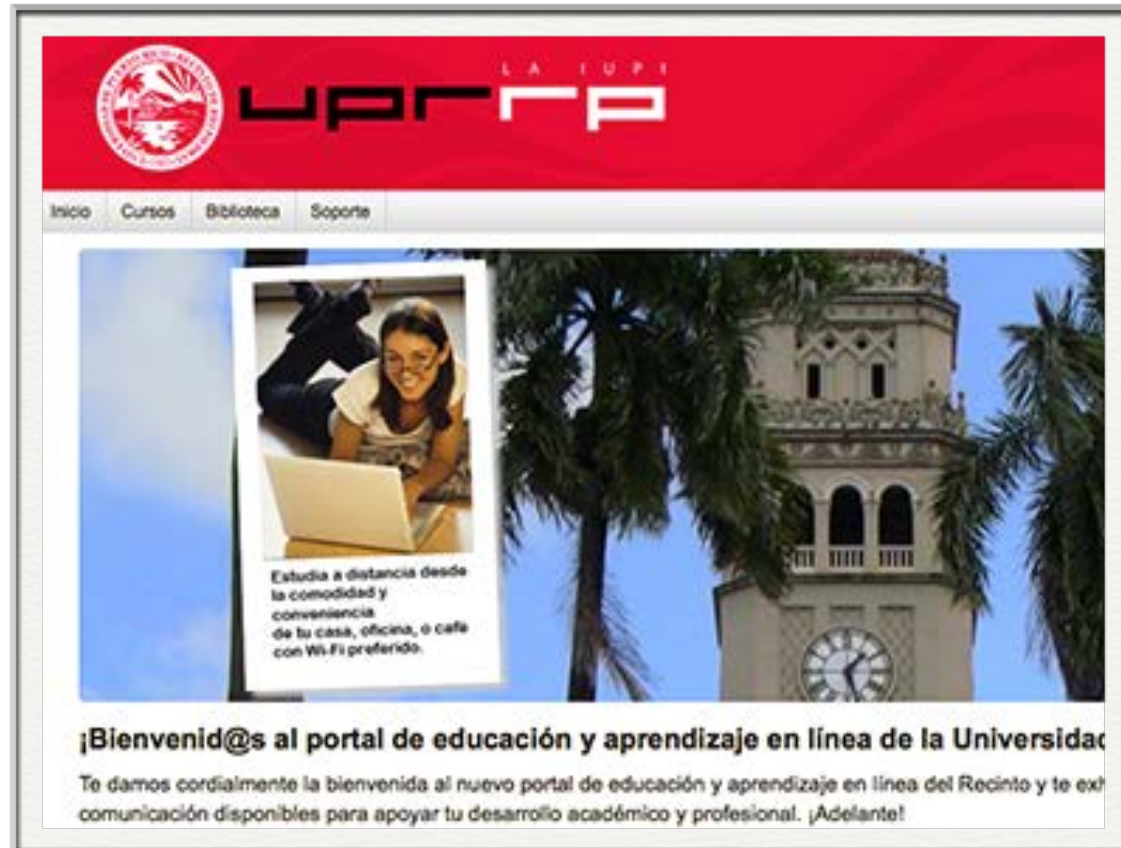 LA IUPI
uprrp
Inicio Cursos Biblioteca Soporte
Estudia a distancia desde
la comodidad y
conveniencia
de tu casa, oficina, o café
con Wi-Fi preferido.
¡Bienvenid@s al portal de educación y aprendizaje en línea de la Universidad
Te damos cordialmente la bienvenida al nuevo portal de educación y aprendizaje en línea del Recinto y te exh
comunicación disponibles para apoyar tu desarrollo académico y profesional. ¡Adelante!